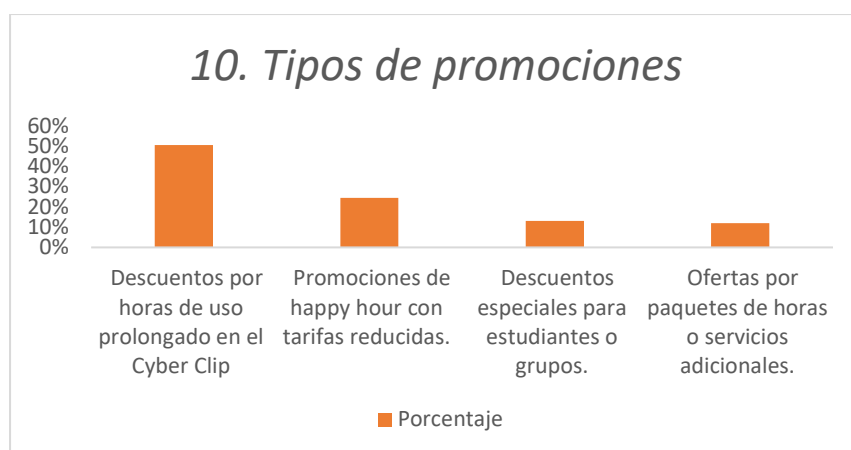 10. Tipos de promociones
60%
50%
40%
30%
20%
10%
0%
Descuentos por
horas de uso
prolongado en el
Cyber Clip
Promociones de
happy hour con
tarifas reducidas.
Descuentos
especiales para
estudiantes o
grupos.
Ofertas por
paquetes de horas
o servicios
adicionales.
Porcentaje